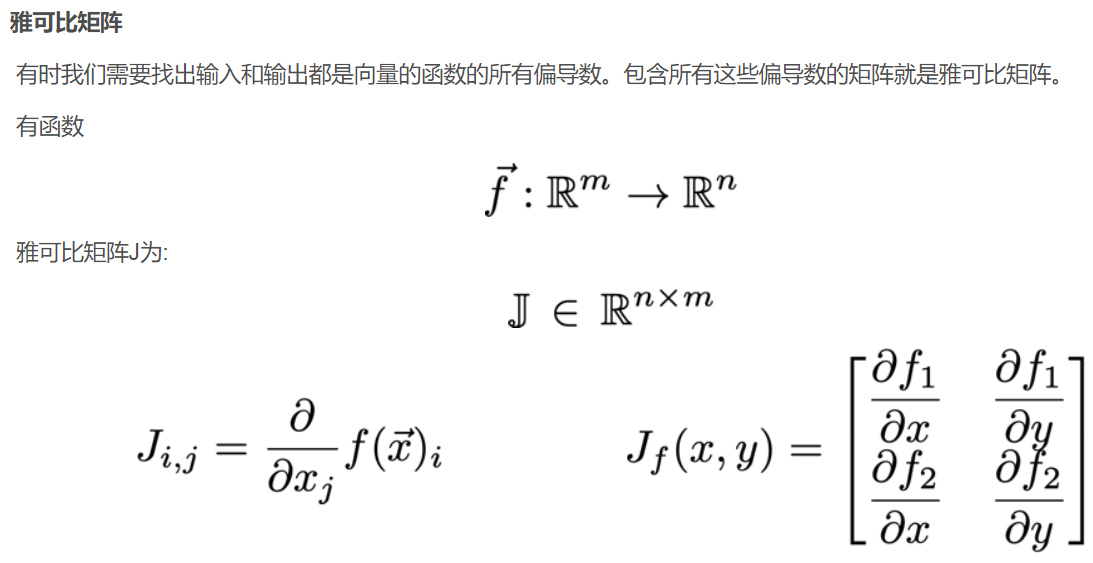 雅可比矩阵
有时我们需要找出输入和输出都是向量的函数的所有偏导数。包含所有这些偏导数的矩阵就是雅可比矩阵。
有函数
$\vec{f} : \mathbb{R}^m \to \mathbb{R}^n$
雅可比矩阵J为:
$\mathbb{J} \in \mathbb{R}^{n \times m}$
$J_{i,j} = \frac{\partial}{\partial x_j} f(\vec{x})_i$ $J_f(x, y) = \begin{bmatrix} \frac{\partial f_1}{\partial x} & \frac{\partial f_1}{\partial y} \\ \frac{\partial f_2}{\partial x} & \frac{\partial f_2}{\partial y} \end{bmatrix}$